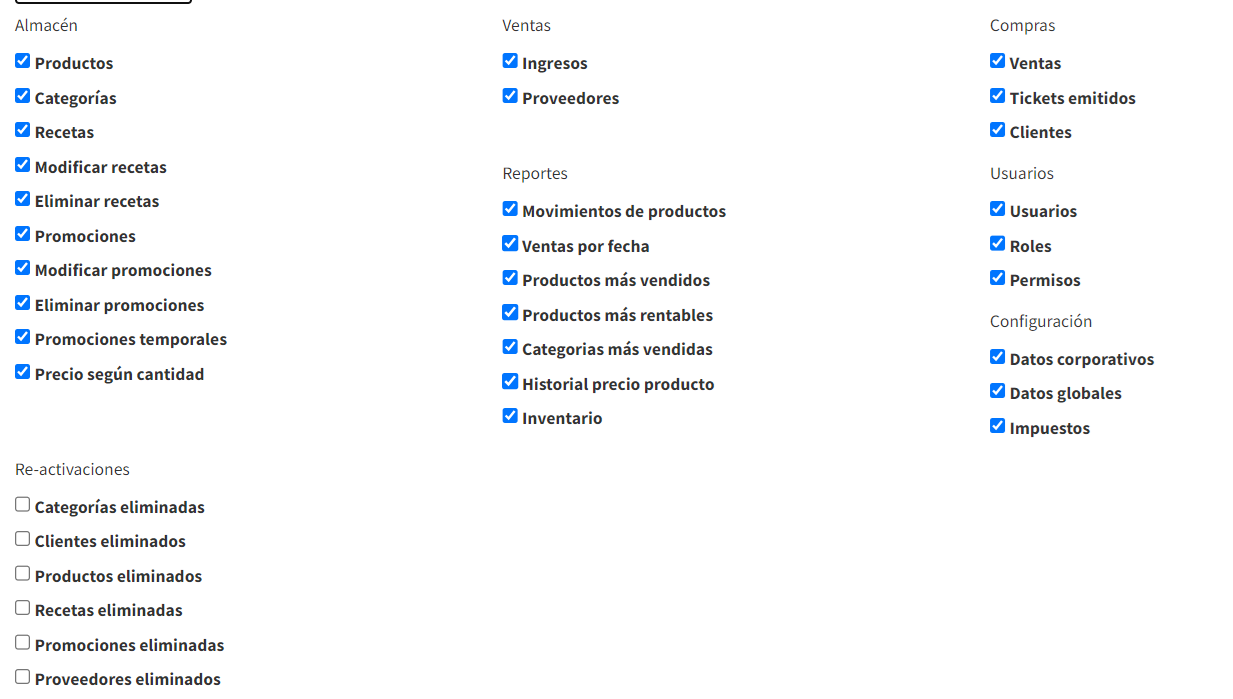 Almacén
Productos
Categorías
Recetas
Modificar recetas
Eliminar recetas
Promociones
Modificar promociones
Eliminar promociones
Promociones temporales
Precio según cantidad
Ventas
Ingresos
Proveedores
Compras
Ventas
Tickets emitidos
Clientes
Reportes
Movimientos de productos
Ventas por fecha
Productos más vendidos
Productos más rentables
Categorias más vendidas
Historial precio producto
Inventario
Usuarios
Usuarios
Roles
Permisos
Configuración
Datos corporativos
Datos globales
Impuestos
Re-activaciones
Categorías eliminadas
Clientes eliminados
Productos eliminados
Recetas eliminadas
Promociones eliminadas
Proveedores eliminados